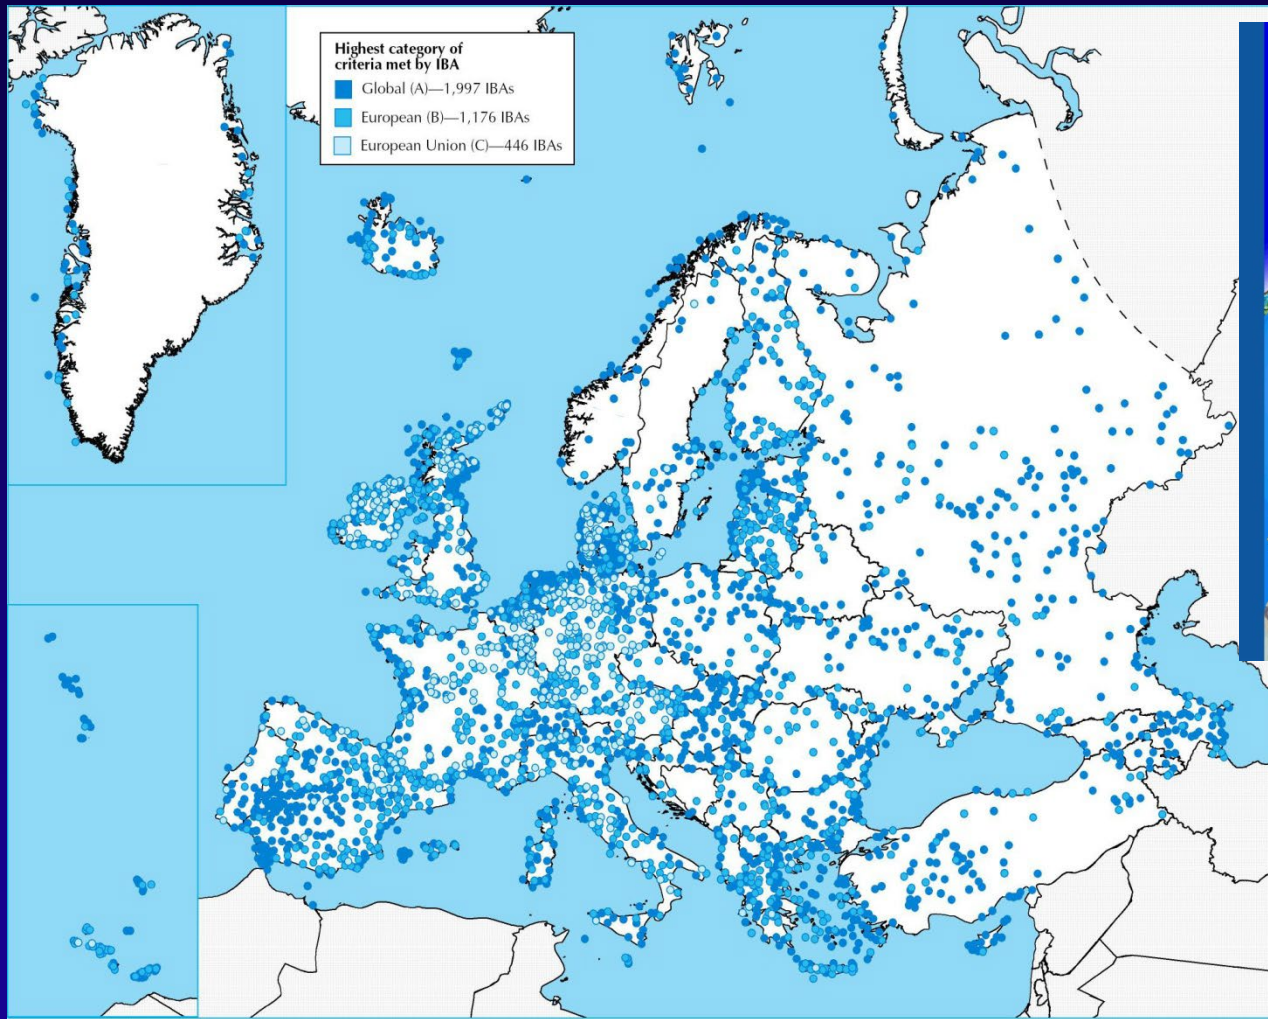 Highest category of
criteria met by IBA
Global (A)—1,997 IBAs
European (B)—1,176 IBAs
European Union (C)—446 IBAs